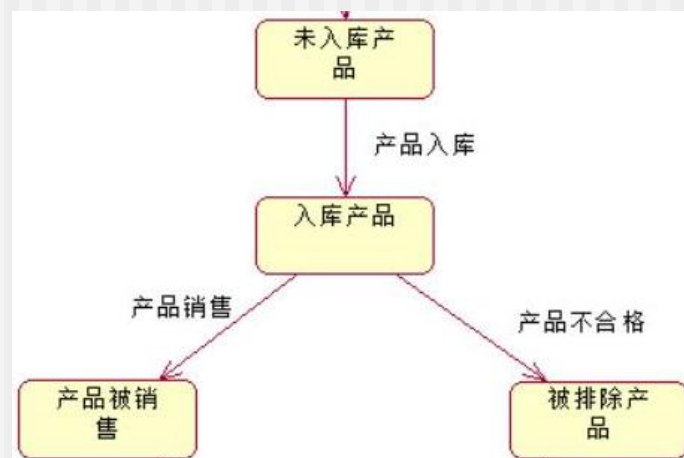 未入库产
品
产品入库
入库产品
产品销售
产品不合格
产品被销
售
被排除产
品